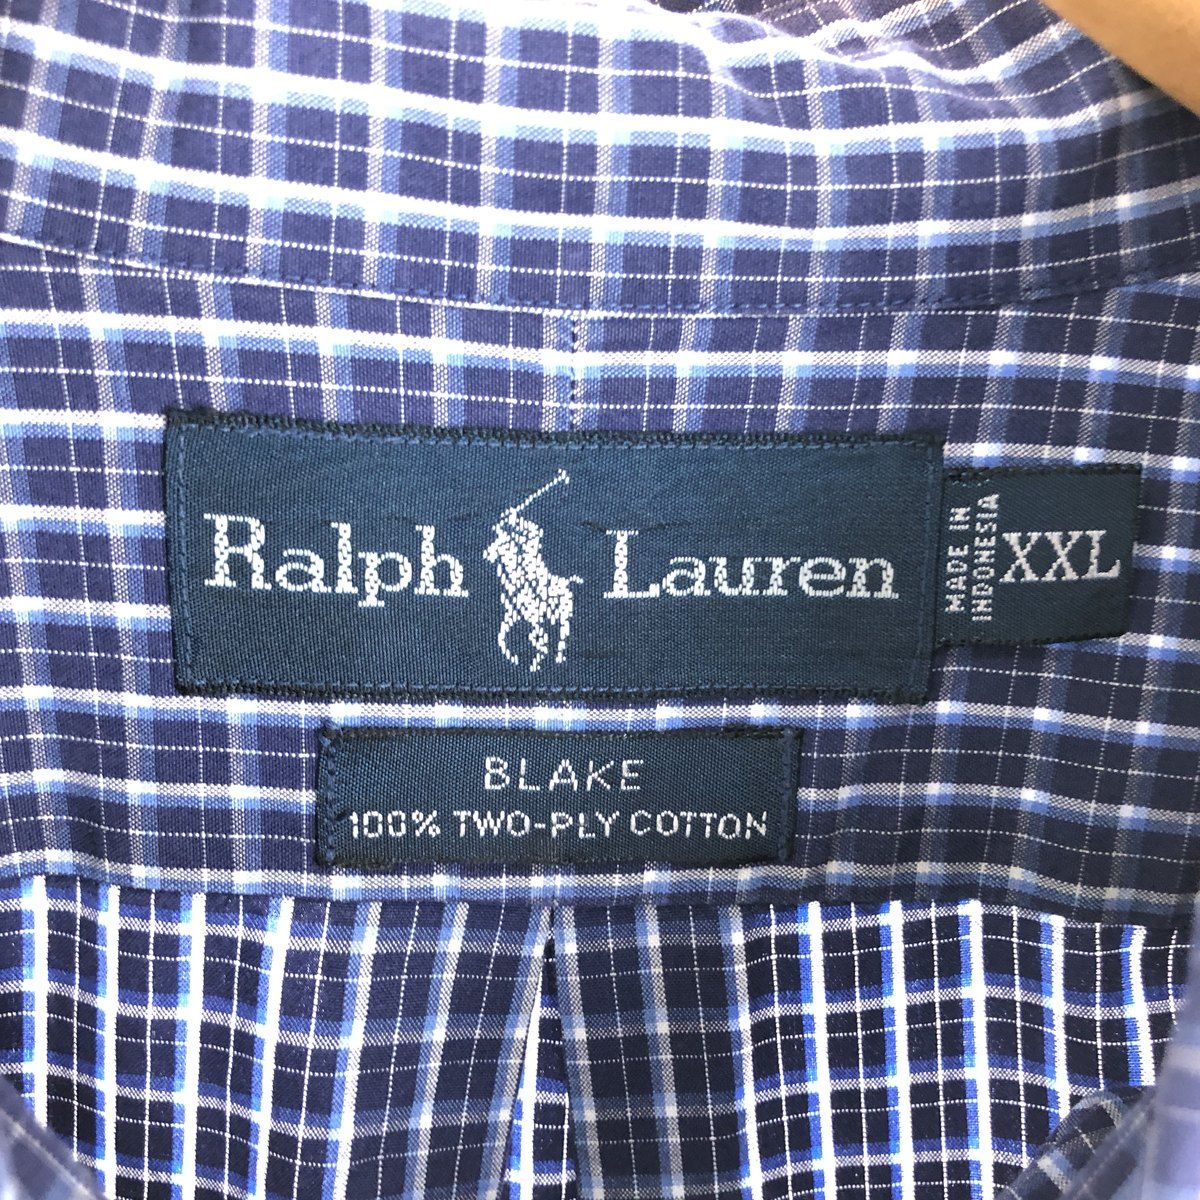 Ralph Lauren
MADE IN
INDONESIA
XXL
BLAKE
100% TWO-PLY COTTON